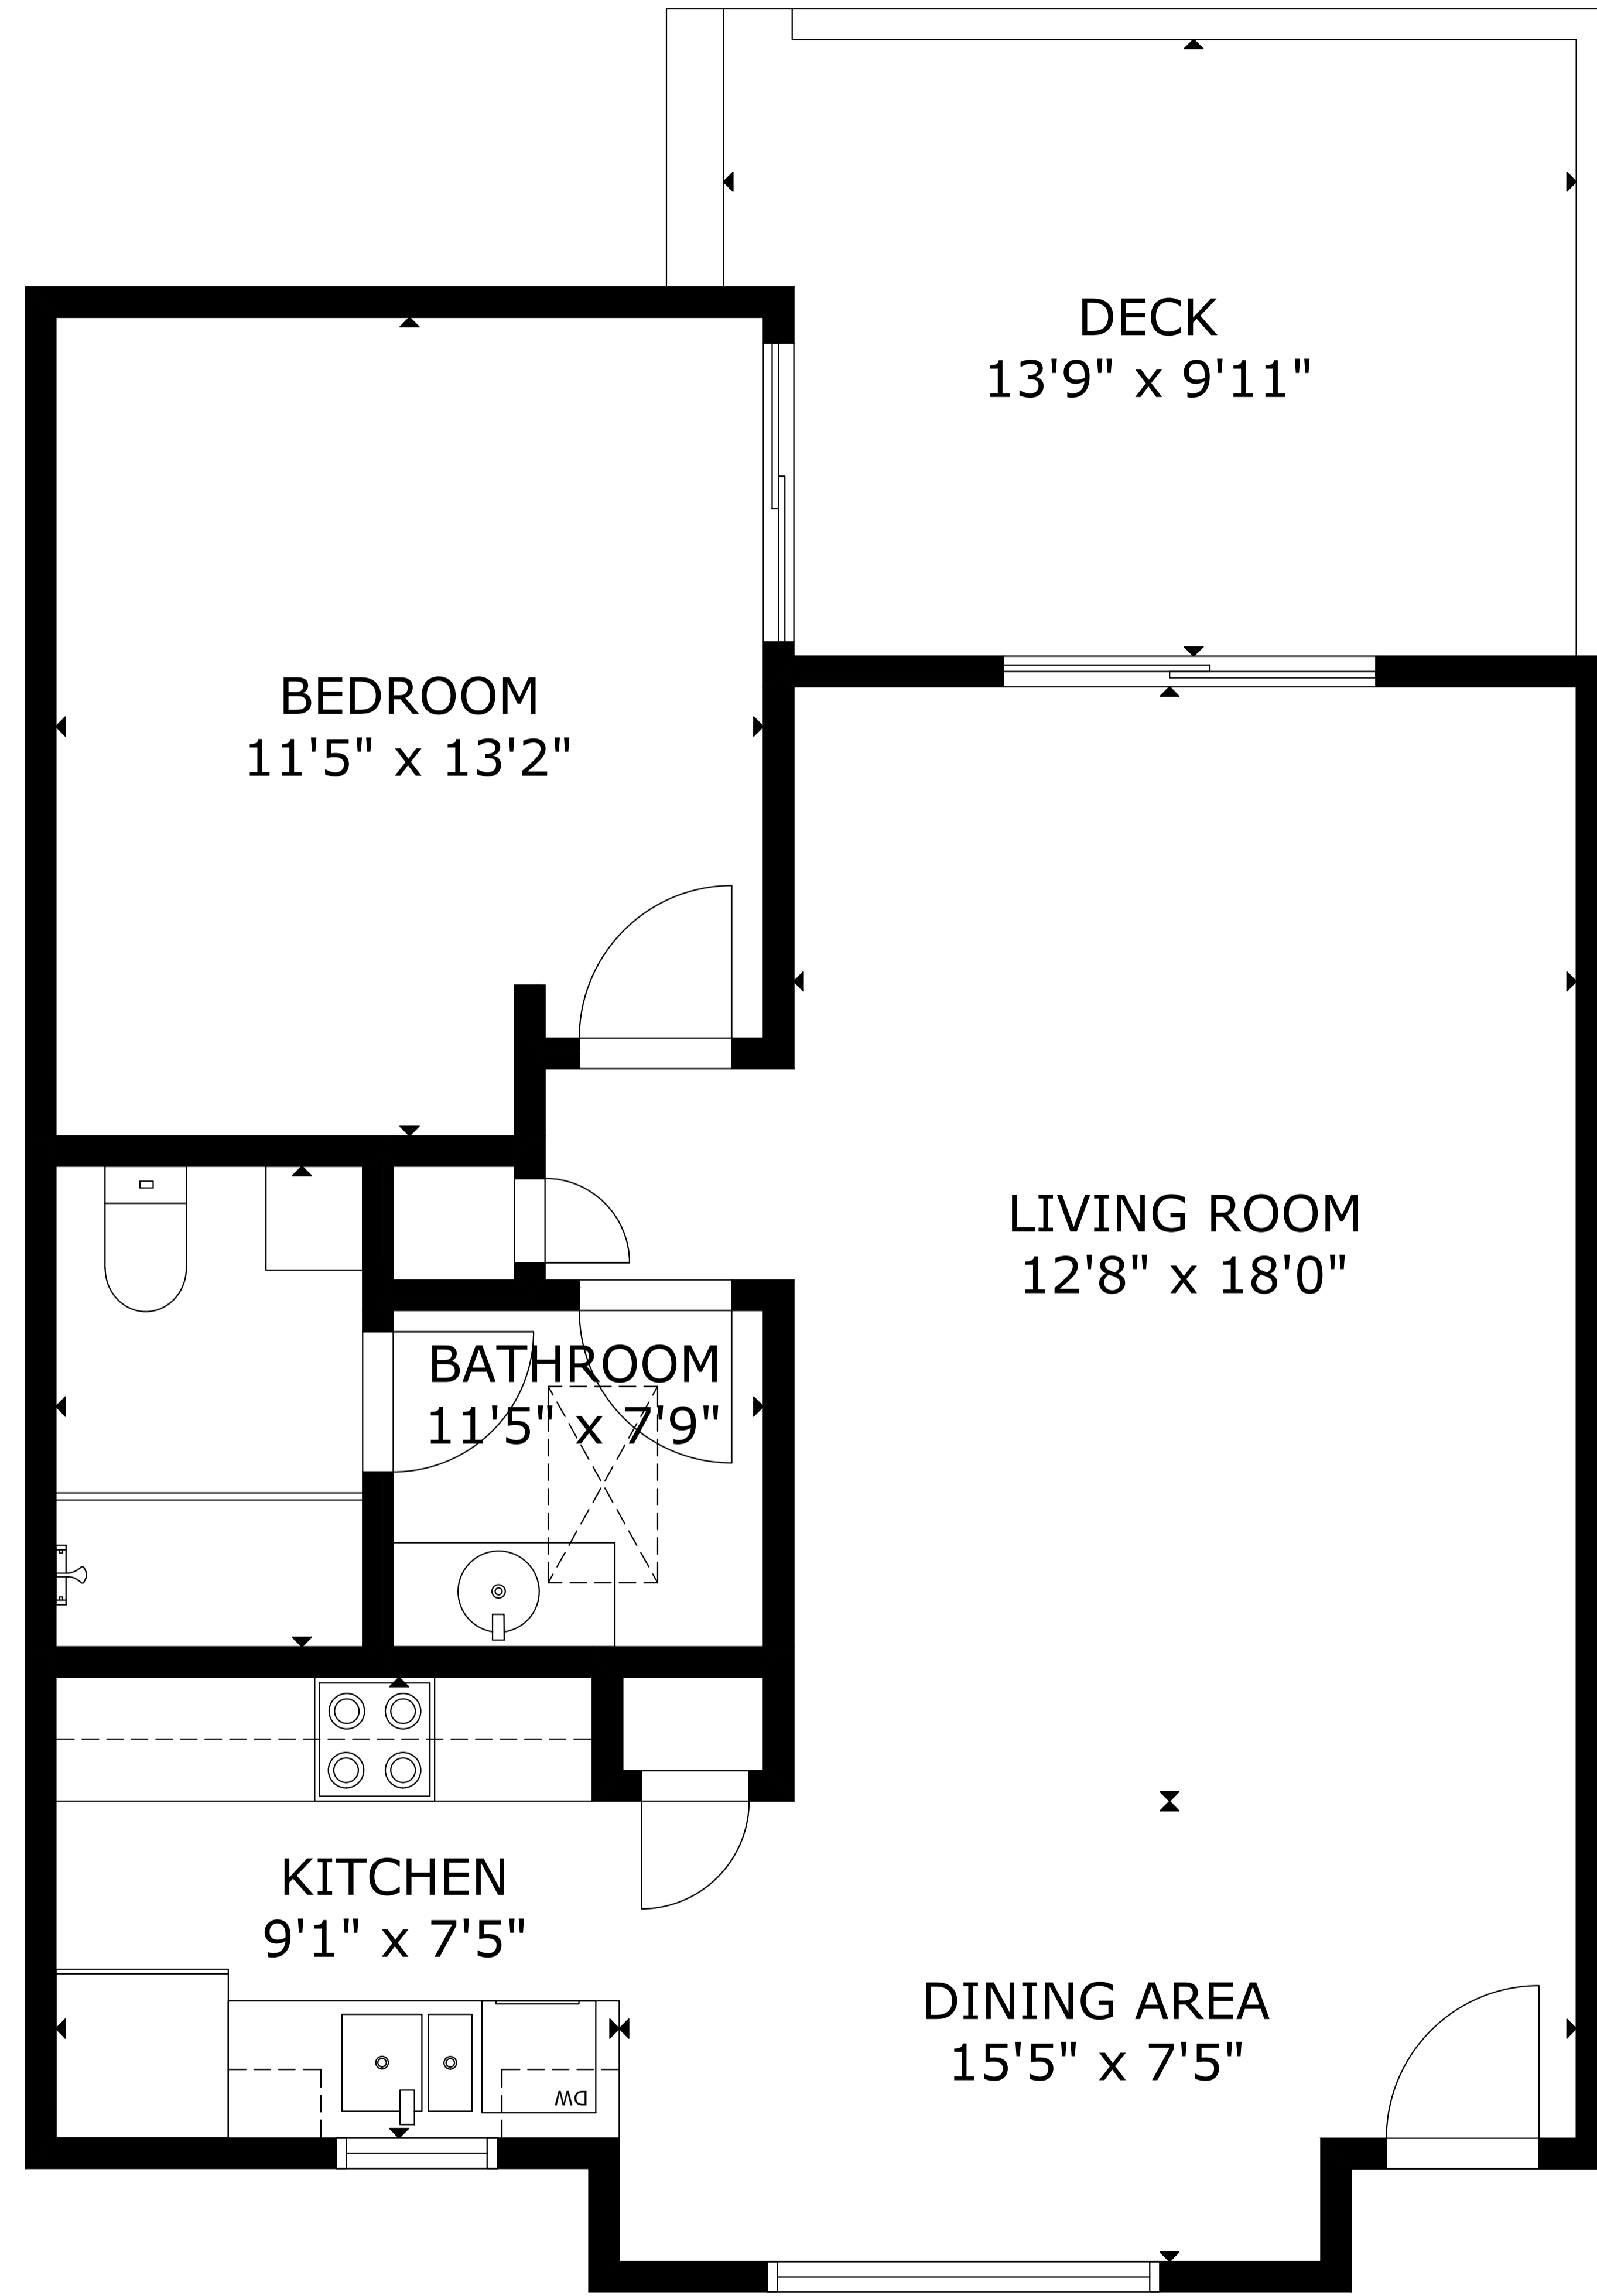 DECK
13'9" x 9'11"
BEDROOM
11'5" x 13'2"
LIVING ROOM
12'8" x 18'0"
BATHROOM
11'5" x 7'9"
KITCHEN
9'1" x 7'5"
DINING AREA
15'5" x 7'5"
DW